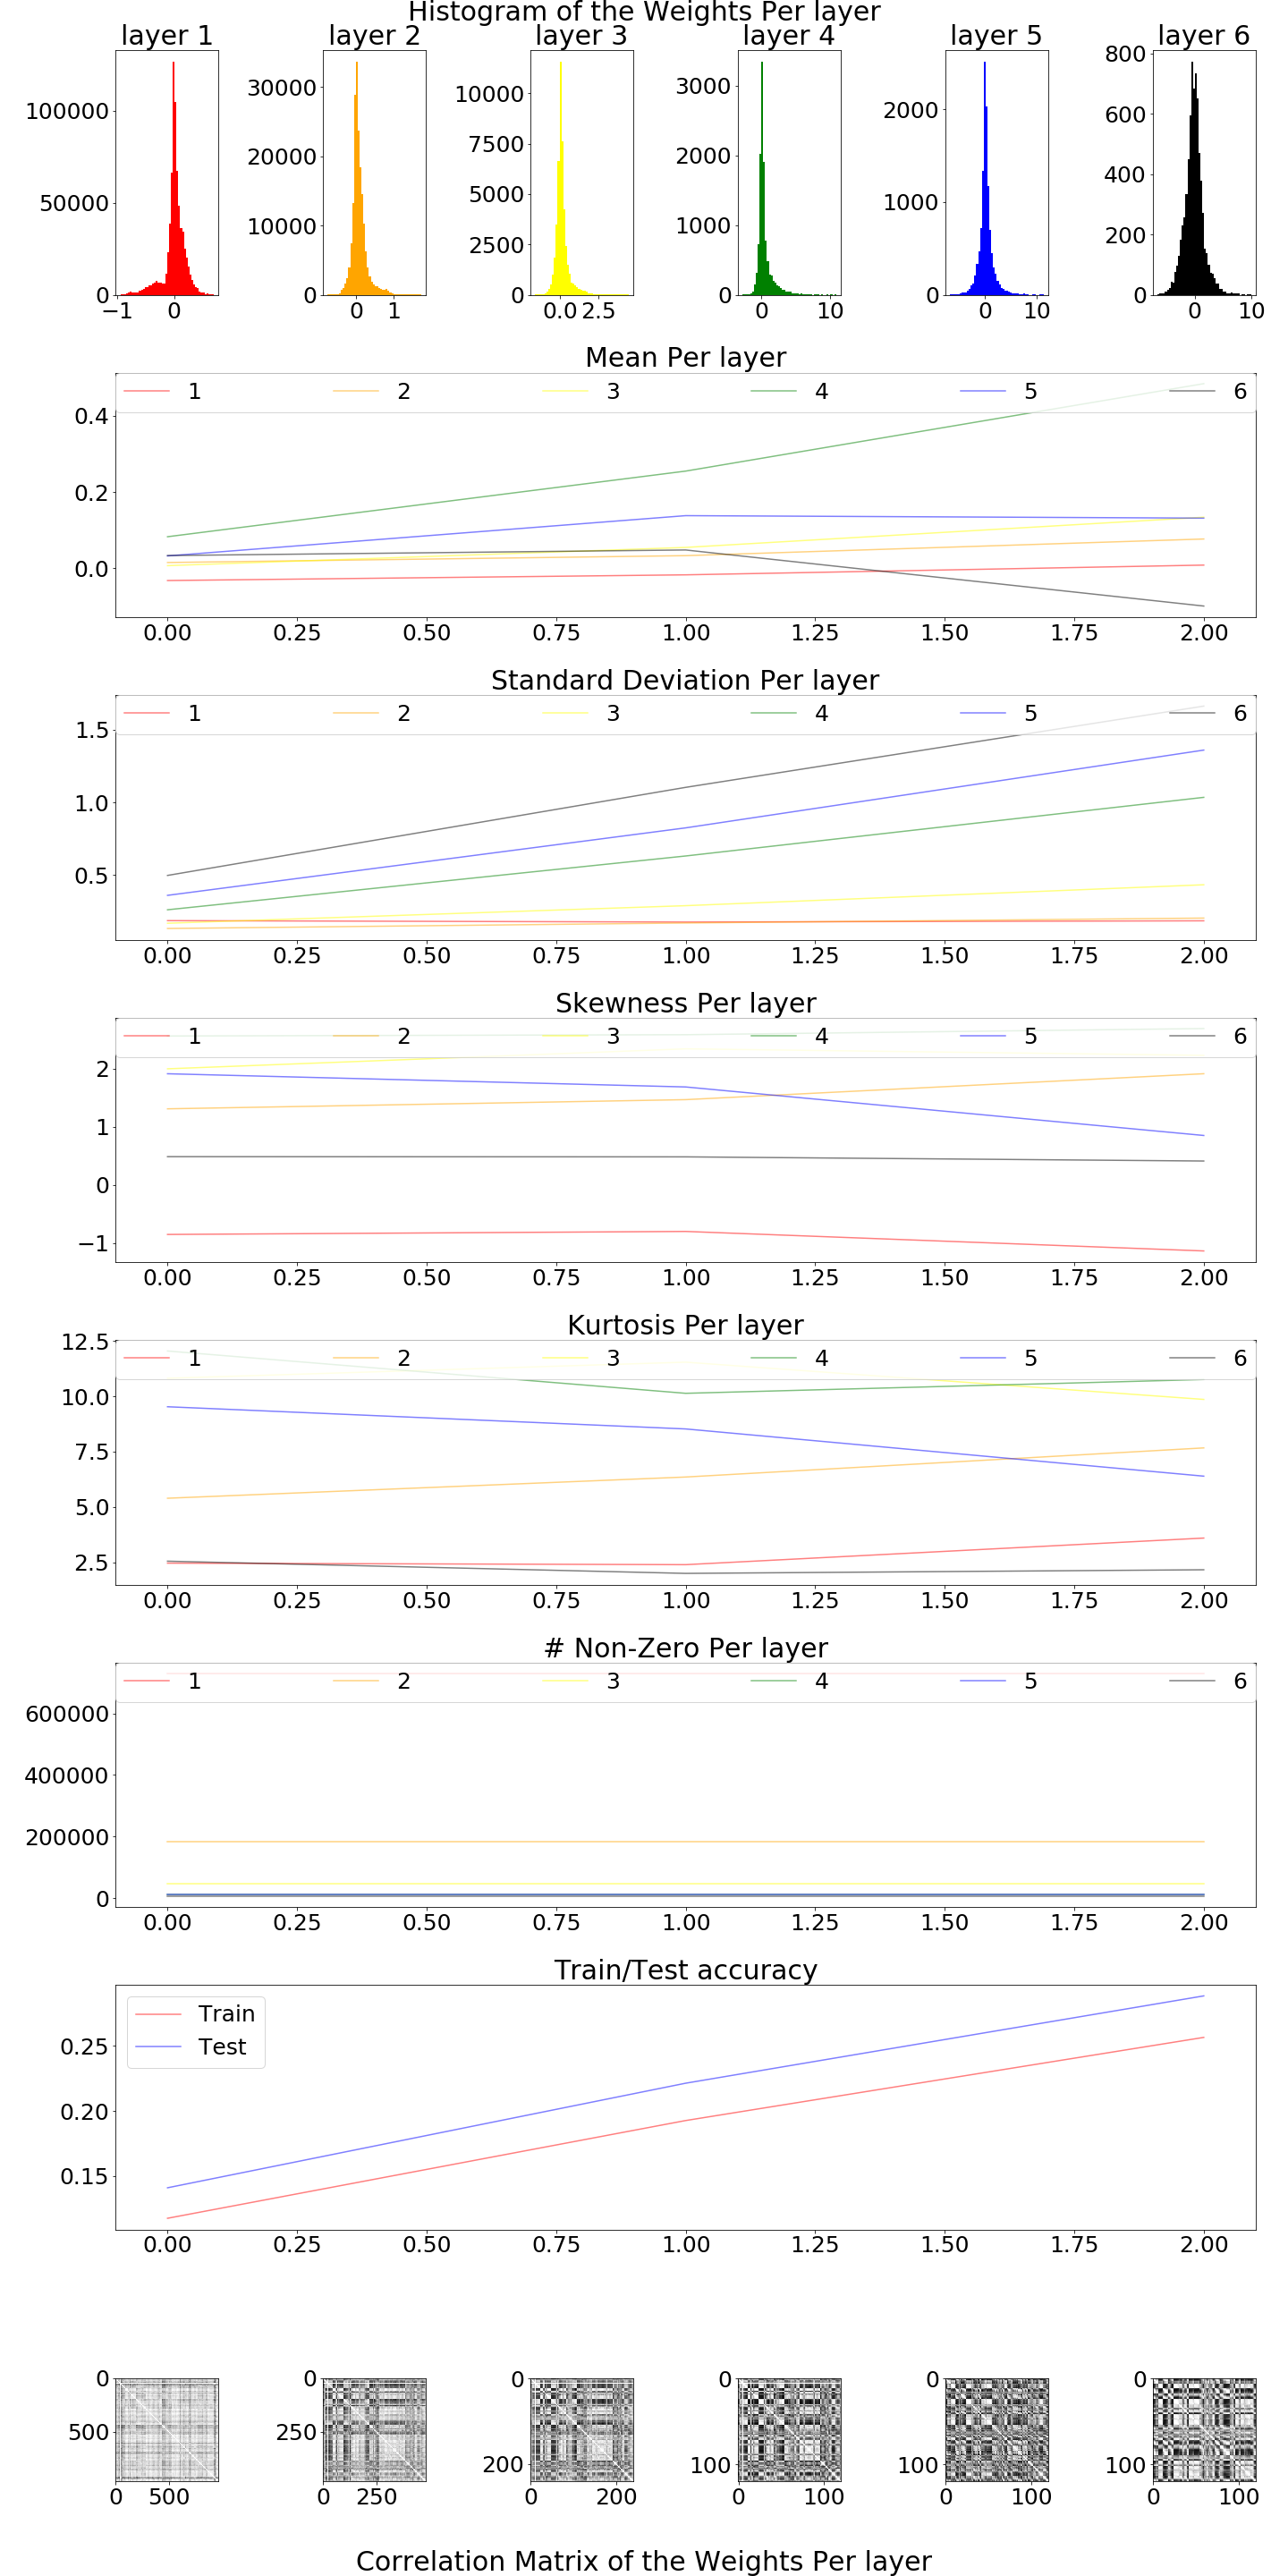 Histogram of the Weights Per layer
layer 1 layer 2 layer 3 layer 4 layer 5 layer 6
100000 50000 0 −1 0
30000 20000 10000 0 0 1
10000 7500 5000 2500 0 0.0 2.5
3000 2000 1000 0 0 10
2000 1000 0 0 10
800 600 400 200 0 0 10
Mean Per layer
1 2 3 4 5 6
0.4
0.2
0.0
0.00 0.25 0.50 0.75 1.00 1.25 1.50 1.75 2.00
Standard Deviation Per layer
1 2 3 4 5 6
1.5
1.0
0.5
0.00 0.25 0.50 0.75 1.00 1.25 1.50 1.75 2.00
Skewness Per layer
1 2 3 4 5 6
2
1
0
−1
0.00 0.25 0.50 0.75 1.00 1.25 1.50 1.75 2.00
Kurtosis Per layer
12.5
1 2 3 4 5 6
10.0
7.5
5.0
2.5
0.00 0.25 0.50 0.75 1.00 1.25 1.50 1.75 2.00
# Non-Zero Per layer
1 2 3 4 5 6
600000
400000
200000
0
0.00 0.25 0.50 0.75 1.00 1.25 1.50 1.75 2.00
Train/Test accuracy
Train
Test
0.25
0.20
0.15
0.00 0.25 0.50 0.75 1.00 1.25 1.50 1.75 2.00
0 500 0 500
0 250 0 250
0 200 0 200
0 100 0 100
0 100 0 100
0 100 0 100
Correlation Matrix of the Weights Per layer